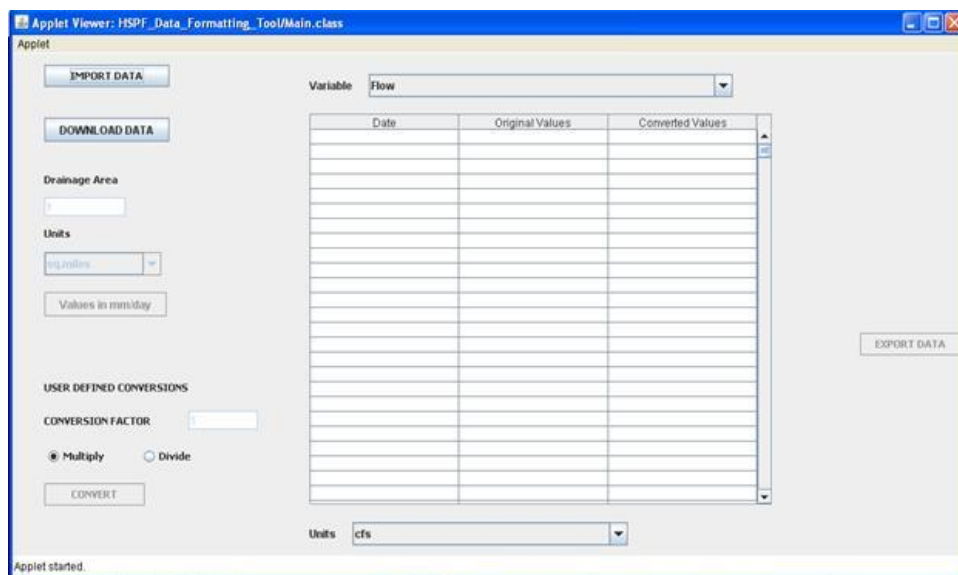 Applet Viewer: HSPF_Data_Formatting_Tool/Main.class
Applet
IMPORT DATA
DOWNLOAD DATA
Drainage Area
1
Units
sq.miles
Values in mm/day
USER DEFINED CONVERSIONS
CONVERSION FACTOR
1
Multiply
Divide
CONVERT
Variable
Flow
Date
Original Values
Converted Values
Units
cfs
EXPORT DATA
Applet started.